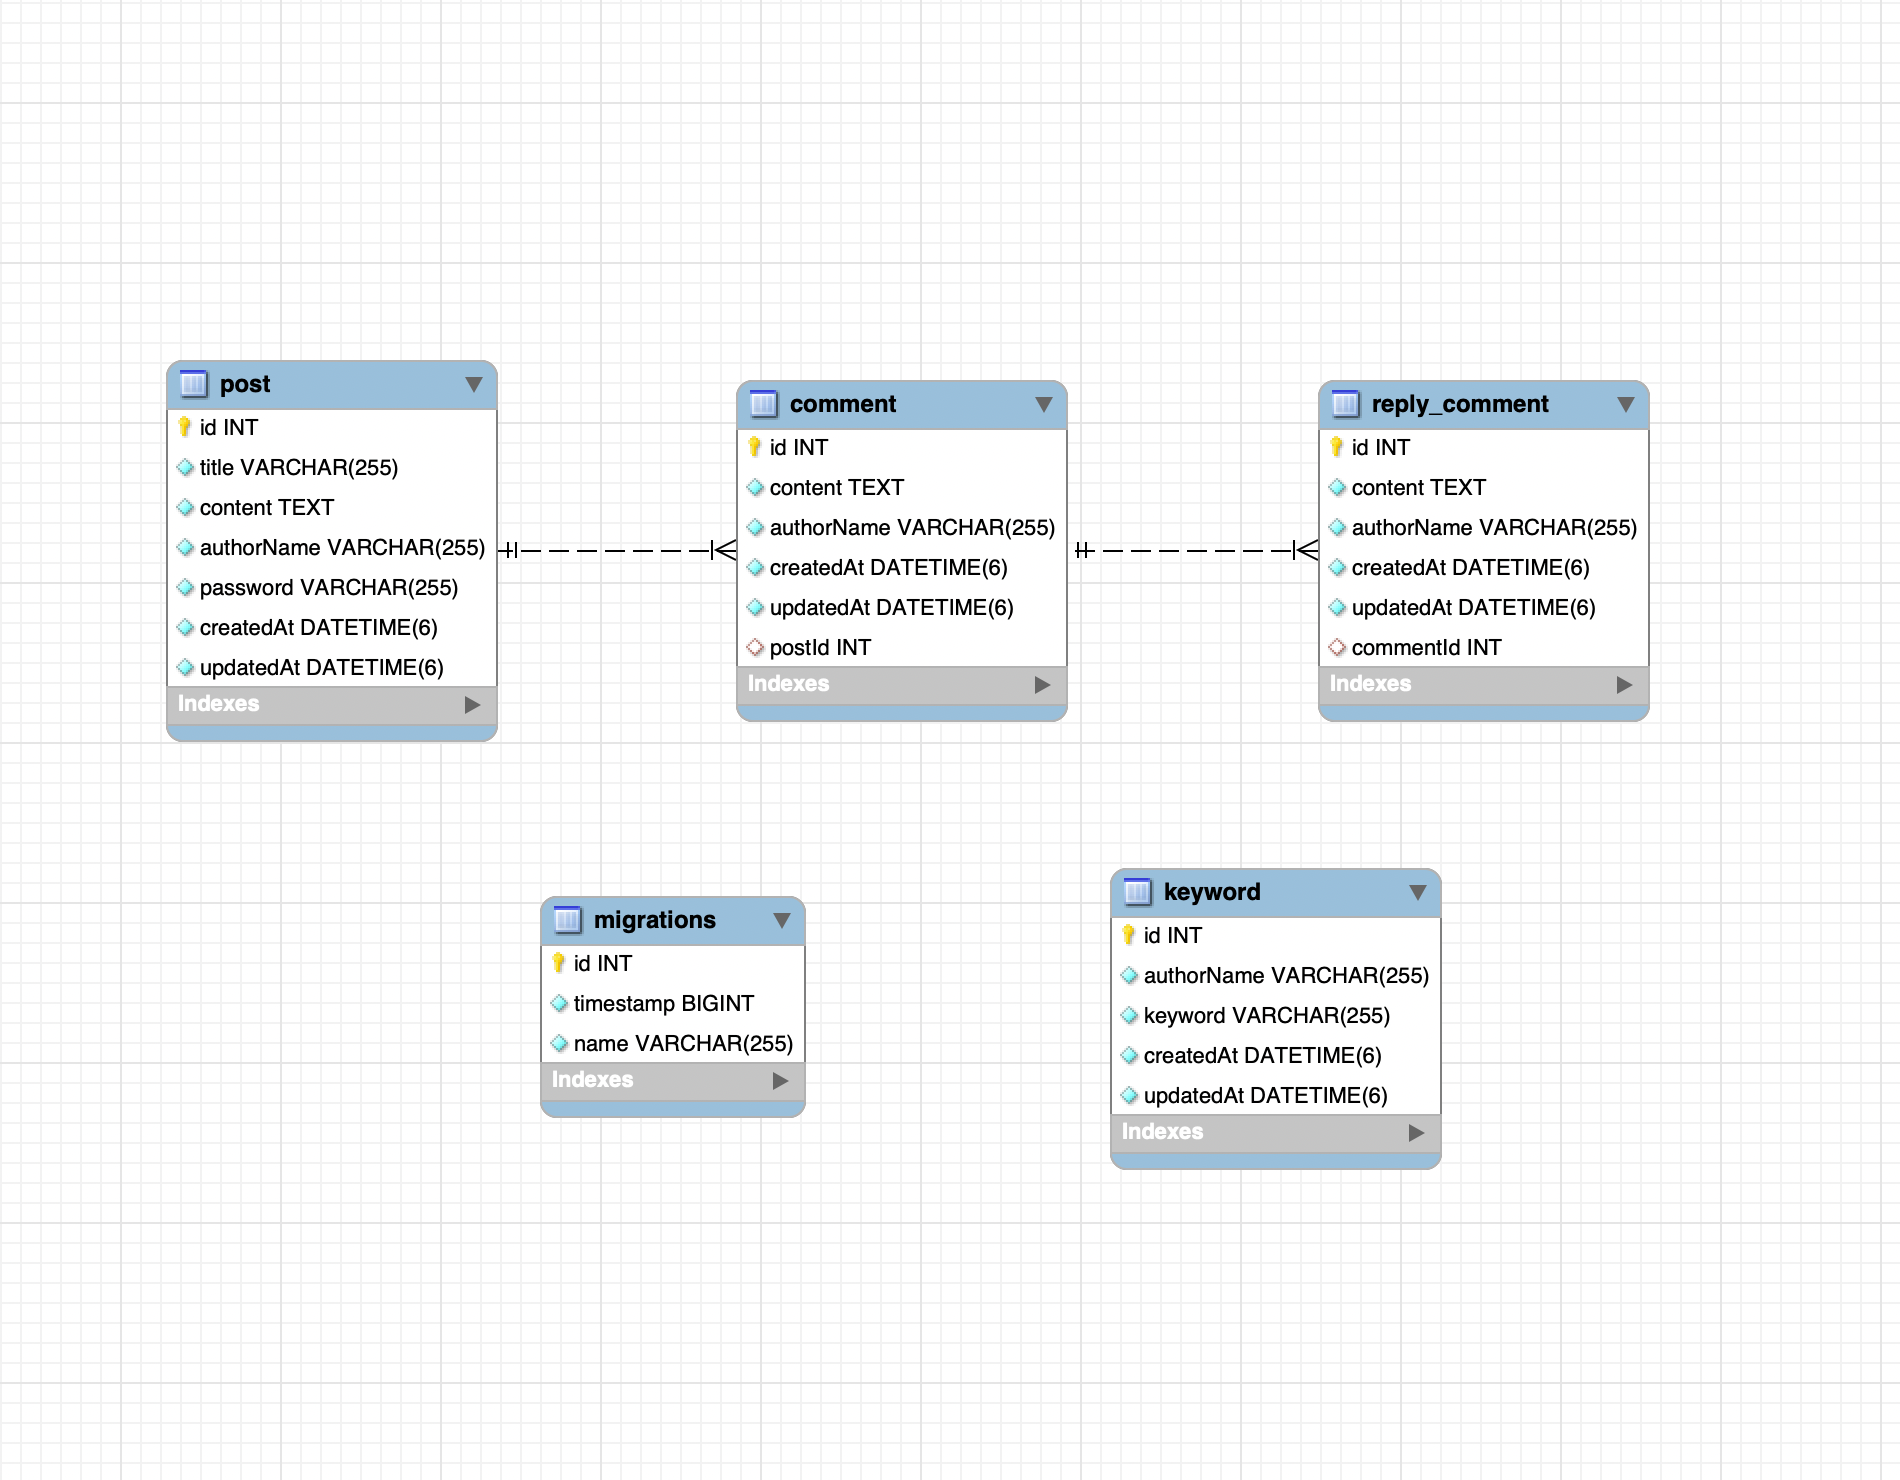 post
id INT
title VARCHAR(255)
content TEXT
authorName VARCHAR(255)
password VARCHAR(255)
createdAt DATETIME(6)
updatedAt DATETIME(6)
Indexes
comment
id INT
content TEXT
authorName VARCHAR(255)
createdAt DATETIME(6)
updatedAt DATETIME(6)
postId INT
Indexes
reply_comment
id INT
content TEXT
authorName VARCHAR(255)
createdAt DATETIME(6)
updatedAt DATETIME(6)
commentId INT
Indexes
migrations
id INT
timestamp BIGINT
name VARCHAR(255)
Indexes
keyword
id INT
authorName VARCHAR(255)
keyword VARCHAR(255)
createdAt DATETIME(6)
updatedAt DATETIME(6)
Indexes